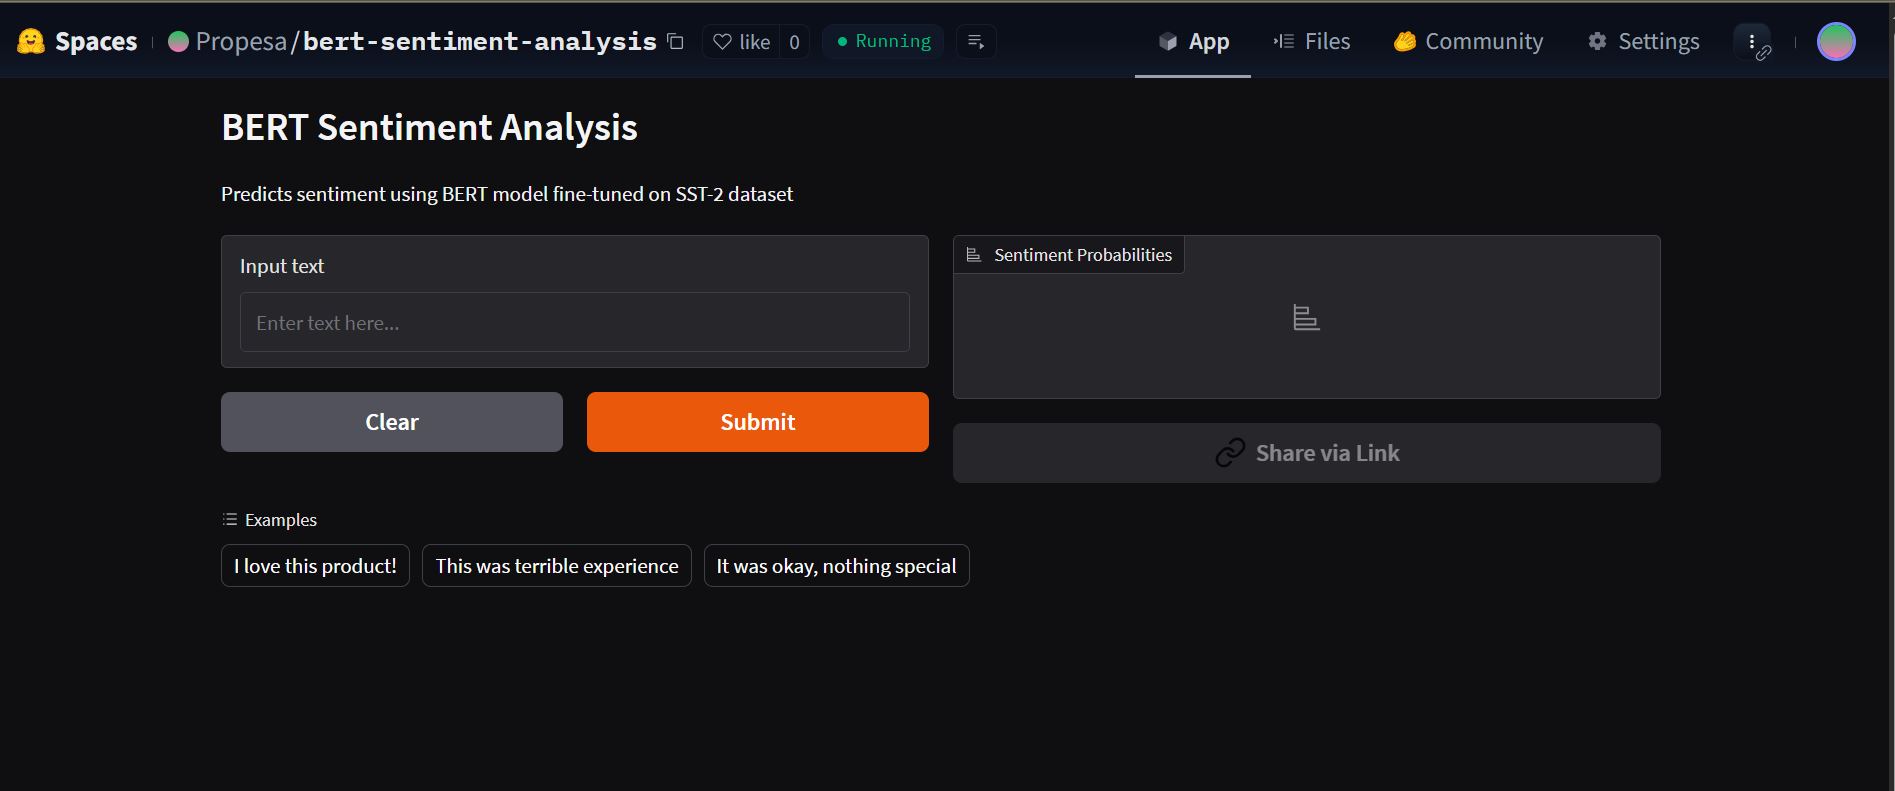 Spaces
Propesa/bert-sentiment-analysis
like 0
Running
App
Files
Community
Settings
BERT Sentiment Analysis
Predicts sentiment using BERT model fine-tuned on SST-2 dataset
Input text
Enter text here...
Clear
Submit
Sentiment Probabilities
Share via Link
Examples
I love this product!
This was terrible experience
It was okay, nothing special